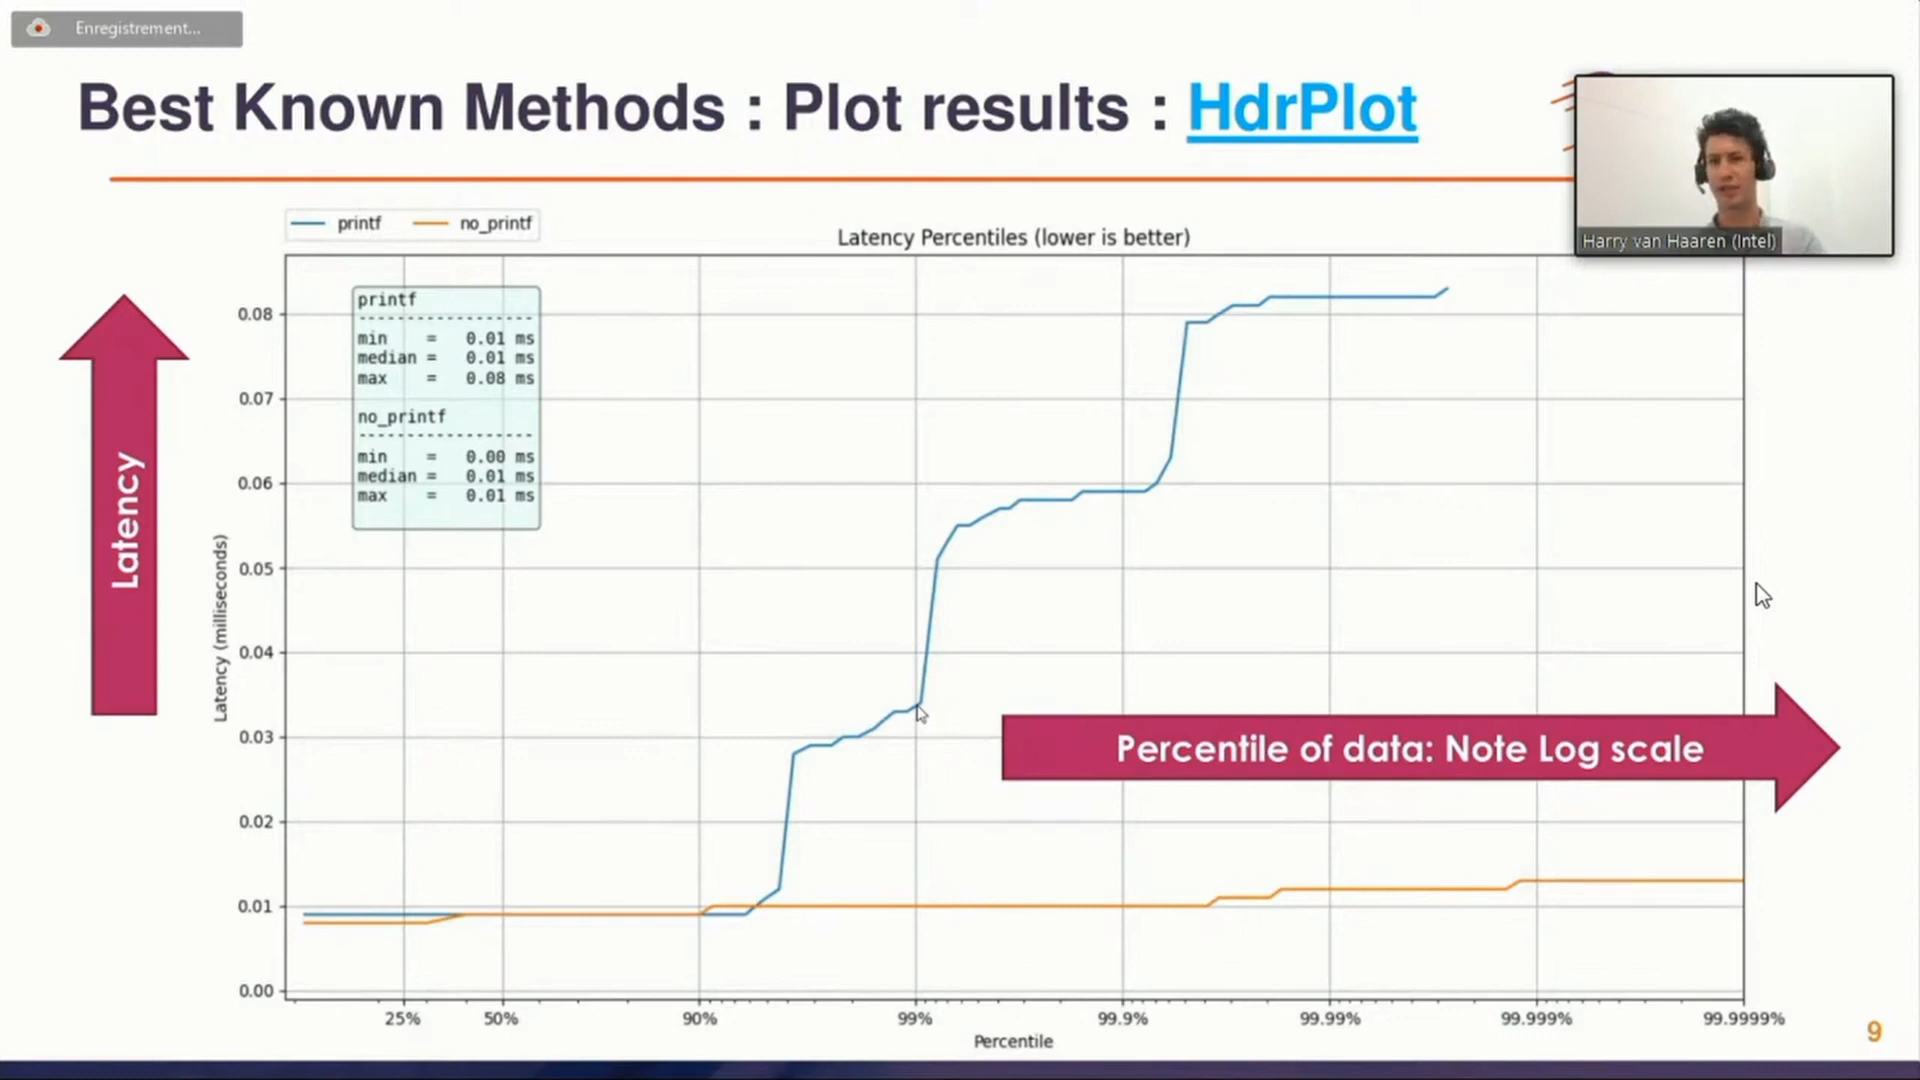 Enregistrement...
Best Known Methods : Plot results : HdrPlot
Harry van Haaren (Intel)
printf no_printf
Latency Percentiles (lower is better)
printf
min = 0.01 ms
median = 0.01 ms
max = 0.08 ms
no_printf
min = 0.00 ms
median = 0.01 ms
max = 0.01 ms
Latency
Latency (milliseconds)
0.08
0.07
0.06
0.05
0.04
0.03
0.02
0.01
0.00
Percentile of data: Note Log scale
25% 50% 90% 99% 99.9% 99.99% 99.999% 99.9999%
Percentile
9